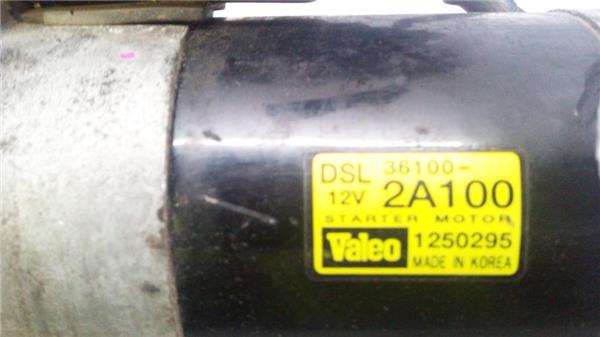 DSL 36100-
12V 2A100
STARTER MOTOR
Valeo 1250295
MADE IN KOREA